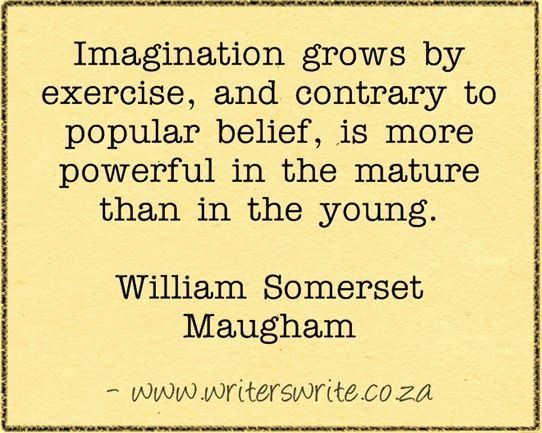 Imagination grows by
exercise, and contrary to
popular belief, is more
powerful in the mature
than in the young.
William Somerset
Maugham
- www.writerswrite.co.za